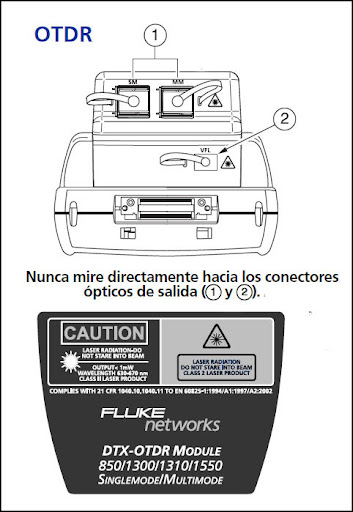 OTDR
1
SM
MM
2
VFL
Nunca mire directamente hacia los conectores
ópticos de salida (1 y 2).
CAUTION
LASER RADIATION-DO
NOT STARE INTO BEAM
OUTPUT< 1mW
WAVELENGTH 630-670 nm
CLASS II LASER PRODUCT
LASER RADIATION
DO NOT STARE INTO BEAM
CLASS 2 LASER PRODUCT
COMPLIES WITH 21 CFR 1040.10,1040.11 TO EN 60825-1:1994/A1:1997/A2:2002
FLUKE
networks
DTX-OTDR MODULE
850/1300/1310/1550
SINGLEMODE/MULTIMODE